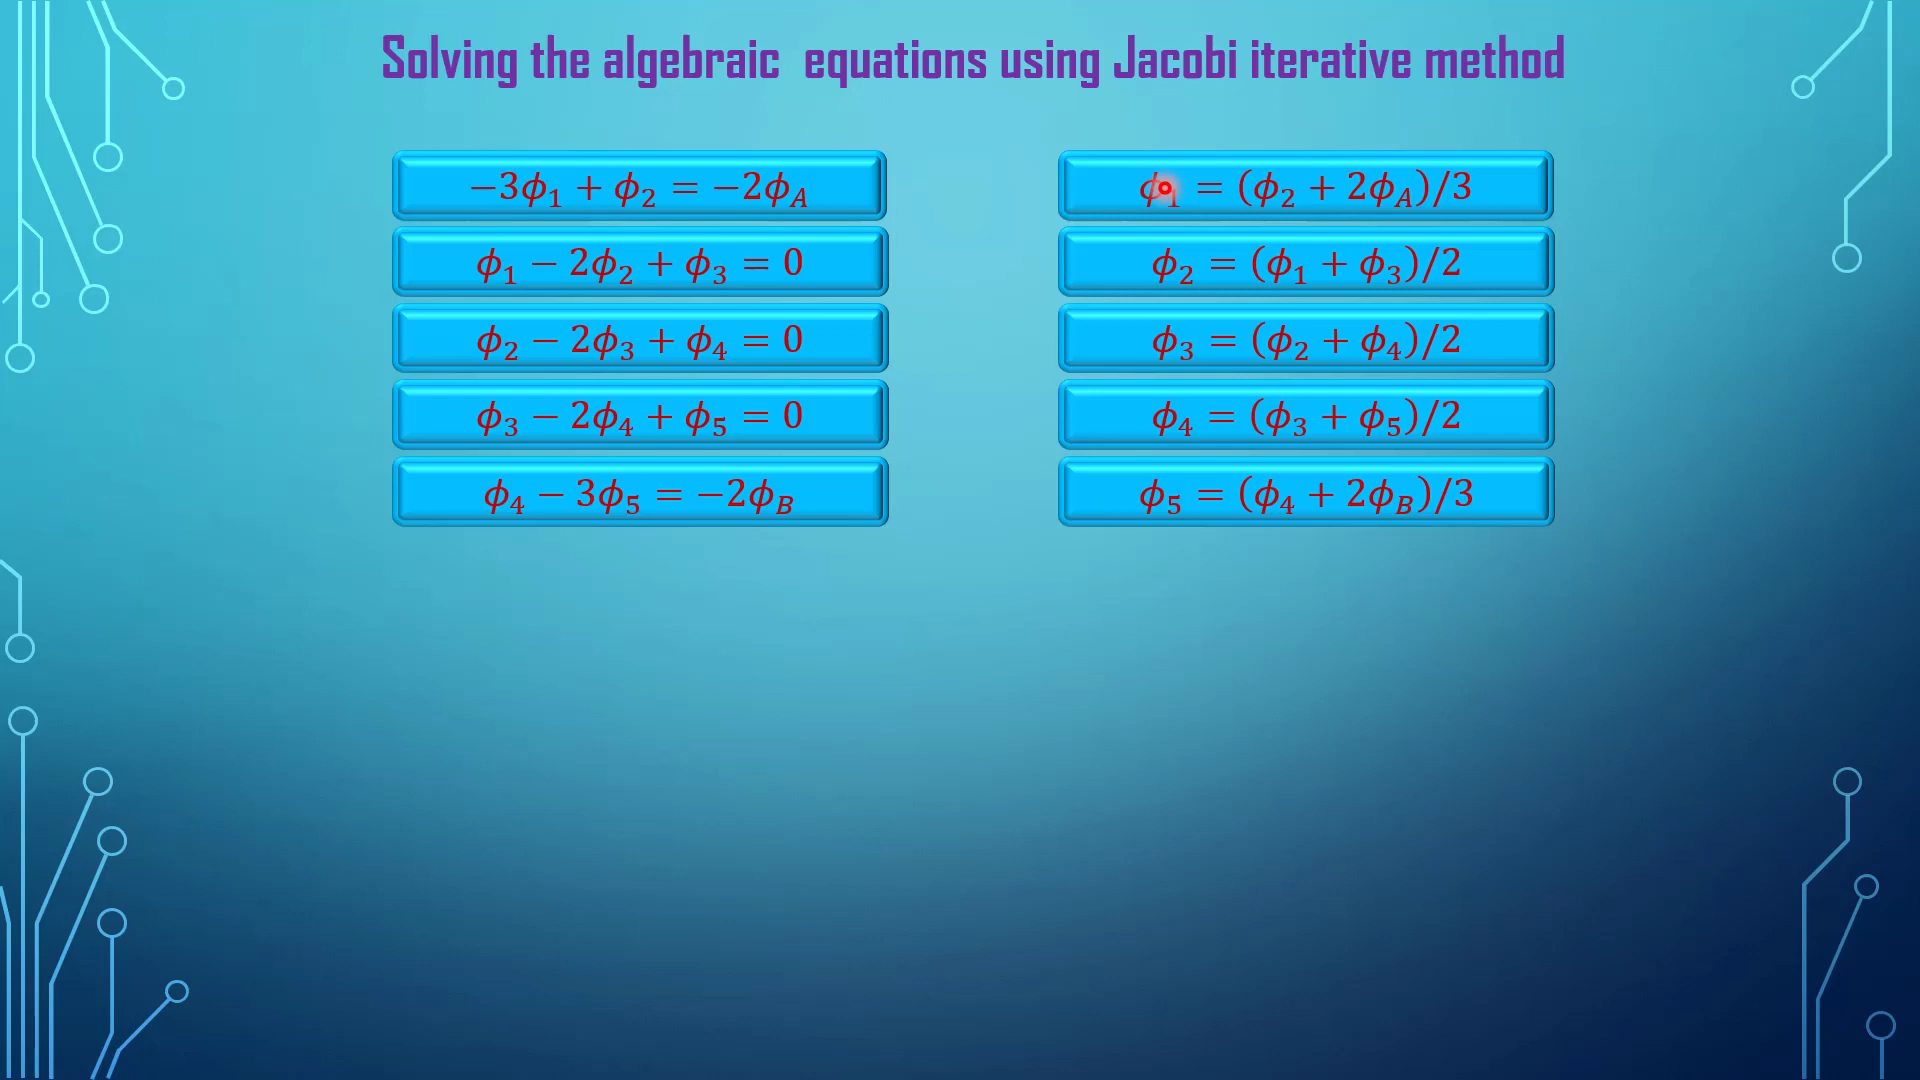 Solving the algebraic equations using Jacobi iterative method
−3ϕ₁ + ϕ₂ = −2ϕ_A
ϕ₁ − 2ϕ₂ + ϕ₃ = 0
ϕ₂ − 2ϕ₃ + ϕ₄ = 0
ϕ₃ − 2ϕ₄ + ϕ₅ = 0
ϕ₄ − 3ϕ₅ = −2ϕ_B
ϕ₁ = (ϕ₂ + 2ϕ_A)/3
ϕ₂ = (ϕ₁ + ϕ₃)/2
ϕ₃ = (ϕ₂ + ϕ₄)/2
ϕ₄ = (ϕ₃ + ϕ₅)/2
ϕ₅ = (ϕ₄ + 2ϕ_B)/3